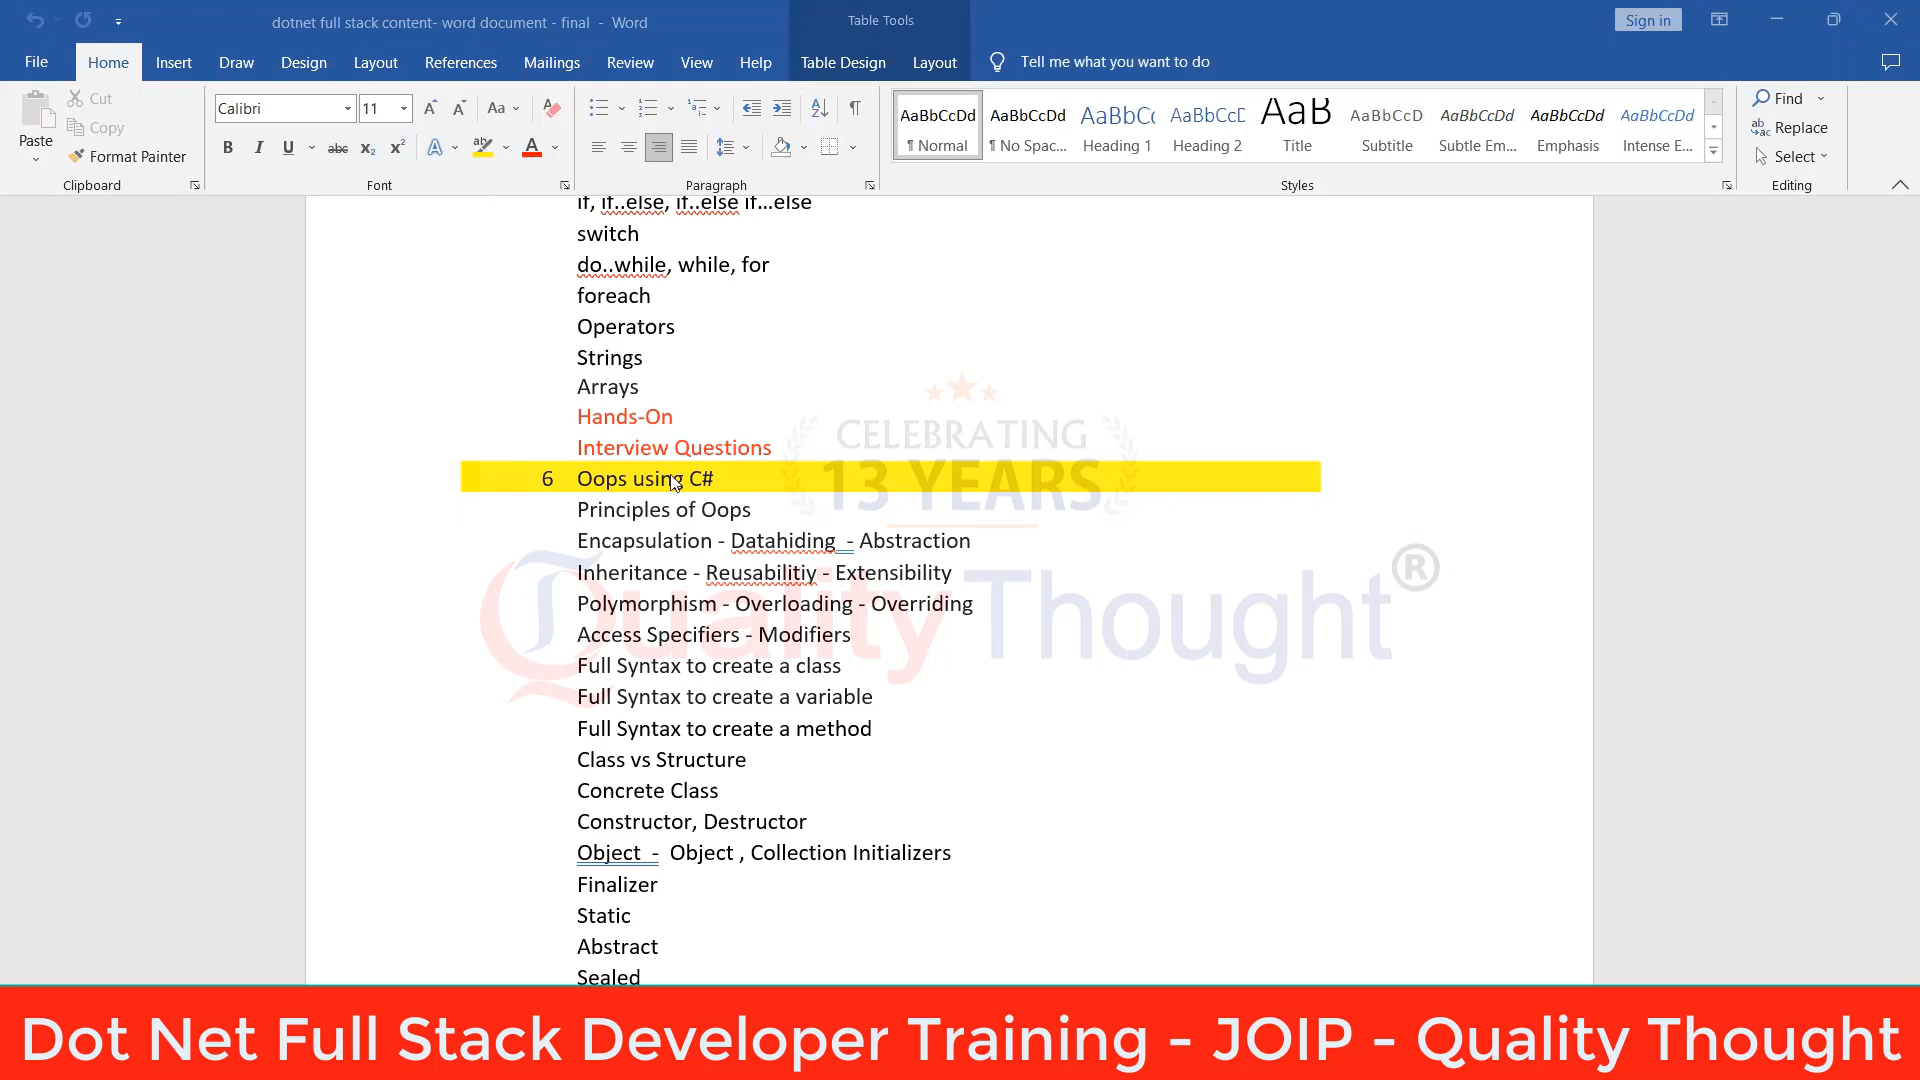 dotnet full stack content- word document - final - Word
Table Tools
Sign in
File Home Insert Draw Design Layout References Mailings Review View Help Table Design Layout Tell me what you want to do
Paste
Cut
Copy
Format Painter
Clipboard
Calibri 11
Font
Paragraph
AaBbCcDd AaBbCcDd AaBbCc AaBbCcD AaB AaBbCcD AaBbCcDd AaBbCcDd AaBbCcDd
¶ Normal ¶ No Spac... Heading 1 Heading 2 Title Subtitle Subtle Em... Emphasis Intense E...
Styles
Find
Replace
Select
Editing
if, if..else, if..else if...else
switch
do..while, while, for
foreach
Operators
Strings
Arrays
Hands-On
Interview Questions
6 Oops using C#
Principles of Oops
Encapsulation - Datahiding - Abstraction
Inheritance - Reusabilitiy - Extensibility
Polymorphism - Overloading - Overriding
Access Specifiers - Modifiers
Full Syntax to create a class
Full Syntax to create a variable
Full Syntax to create a method
Class vs Structure
Concrete Class
Constructor, Destructor
Object - Object , Collection Initializers
Finalizer
Static
Abstract
Sealed
CELEBRATING
13 YEARS
QualityThought®
Dot Net Full Stack Developer Training - JOIP - Quality Thought